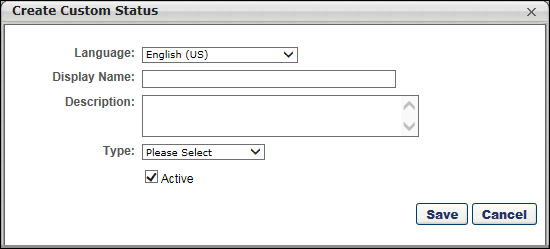 Create Custom Status
Language: English (US)
Display Name:
Description:
Type: Please Select
Active
Save Cancel